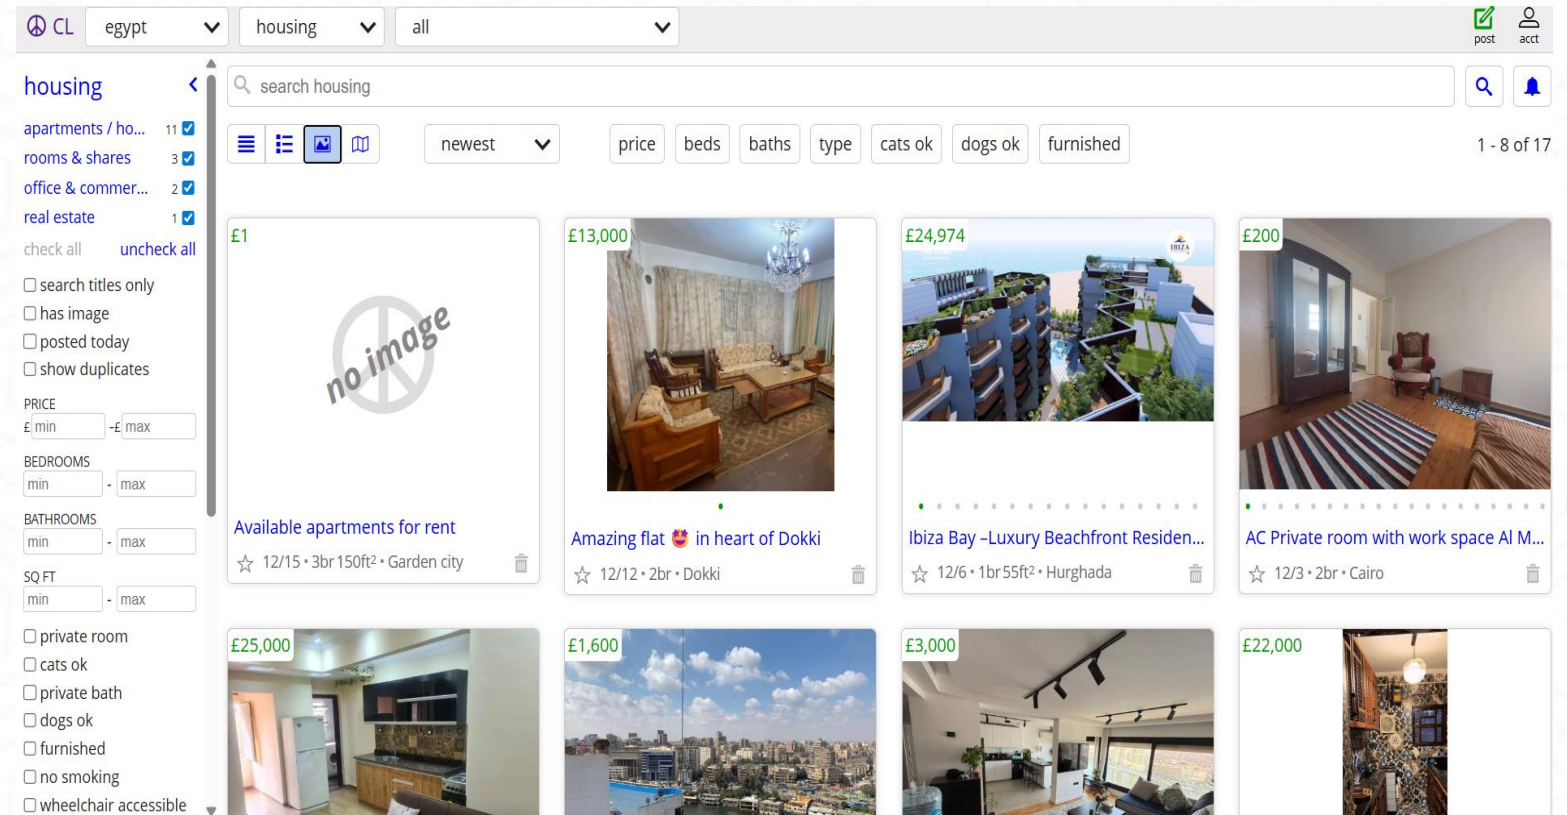 CL egypt housing all post acct
housing
apartments / ho... 11
rooms & shares 3
office & commer... 2
real estate 1
check all uncheck all
search titles only
has image
posted today
show duplicates
PRICE
£ min -£ max
BEDROOMS
min - max
BATHROOMS
min - max
SQ FT
min - max
private room
cats ok
private bath
dogs ok
furnished
no smoking
wheelchair accessible
search housing
newest price beds baths type cats ok dogs ok furnished 1 - 8 of 17
£1
no image
Available apartments for rent
12/15 • 3br 150ft² • Garden city
£13,000
Amazing flat 🤩 in heart of Dokki
12/12 • 2br • Dokki
£24,974
IBIZA
Ibiza Bay –Luxury Beachfront Residen...
12/6 • 1br 55ft² • Hurghada
£200
AC Private room with work space Al M...
12/3 • 2br • Cairo
£25,000
£1,600
£3,000
£22,000